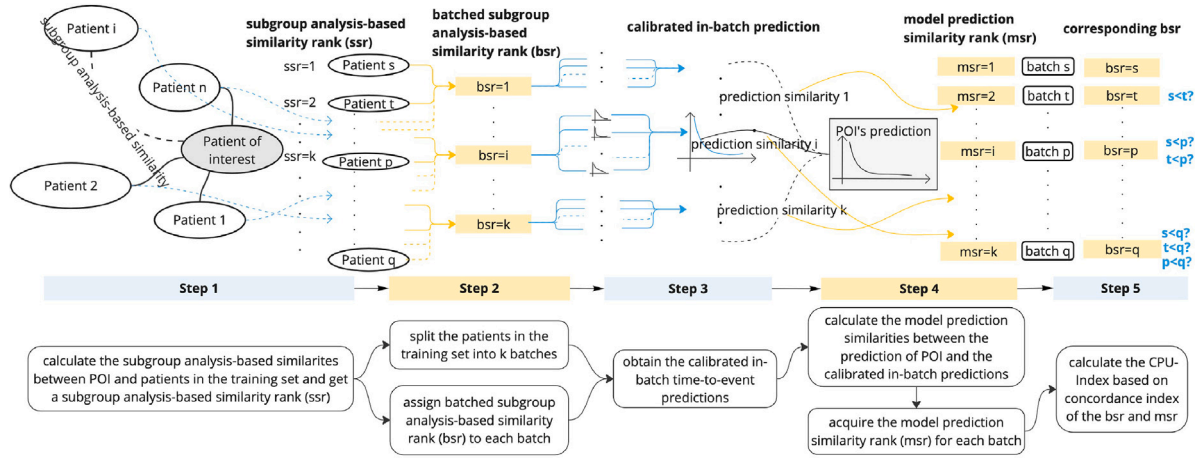 subgroup analysis-based
similarity rank (ssr)
batched subgroup
analysis-based
similarity rank (bsr)
calibrated in-batch prediction
model prediction
similarity rank (msr)
corresponding bsr
Patient i
Patient n
Patient of
interest
Patient 2
Patient 1
subgroup analysis-based similarity
ssr=1
Patient s
ssr=2
Patient t
ssr=k
Patient p
Patient q
bsr=1
bsr=i
bsr=k
prediction similarity 1
prediction similarity i
prediction similarity k
POI's prediction
msr=1
batch s
bsr=s
msr=2
batch t
bsr=t
s<t?
msr=i
batch p
bsr=p
s<p?
t<p?
msr=k
batch q
bsr=q
s<q?
t<q?
p<q?
Step 1
Step 2
Step 3
Step 4
Step 5
calculate the subgroup analysis-based similarites
between POI and patients in the training set and get
a subgroup analysis-based similarity rank (ssr)
split the patients in the
training set into k batches
assign batched subgroup
analysis-based similarity
rank (bsr) to each batch
obtain the calibrated in-
batch time-to-event
predictions
calculate the model prediction
similarities between the
prediction of POI and the
calibrated in-batch predictions
acquire the model prediction
similarity rank (msr) for each batch
calculate the CPU-
Index based on
concordance index
of the bsr and msr